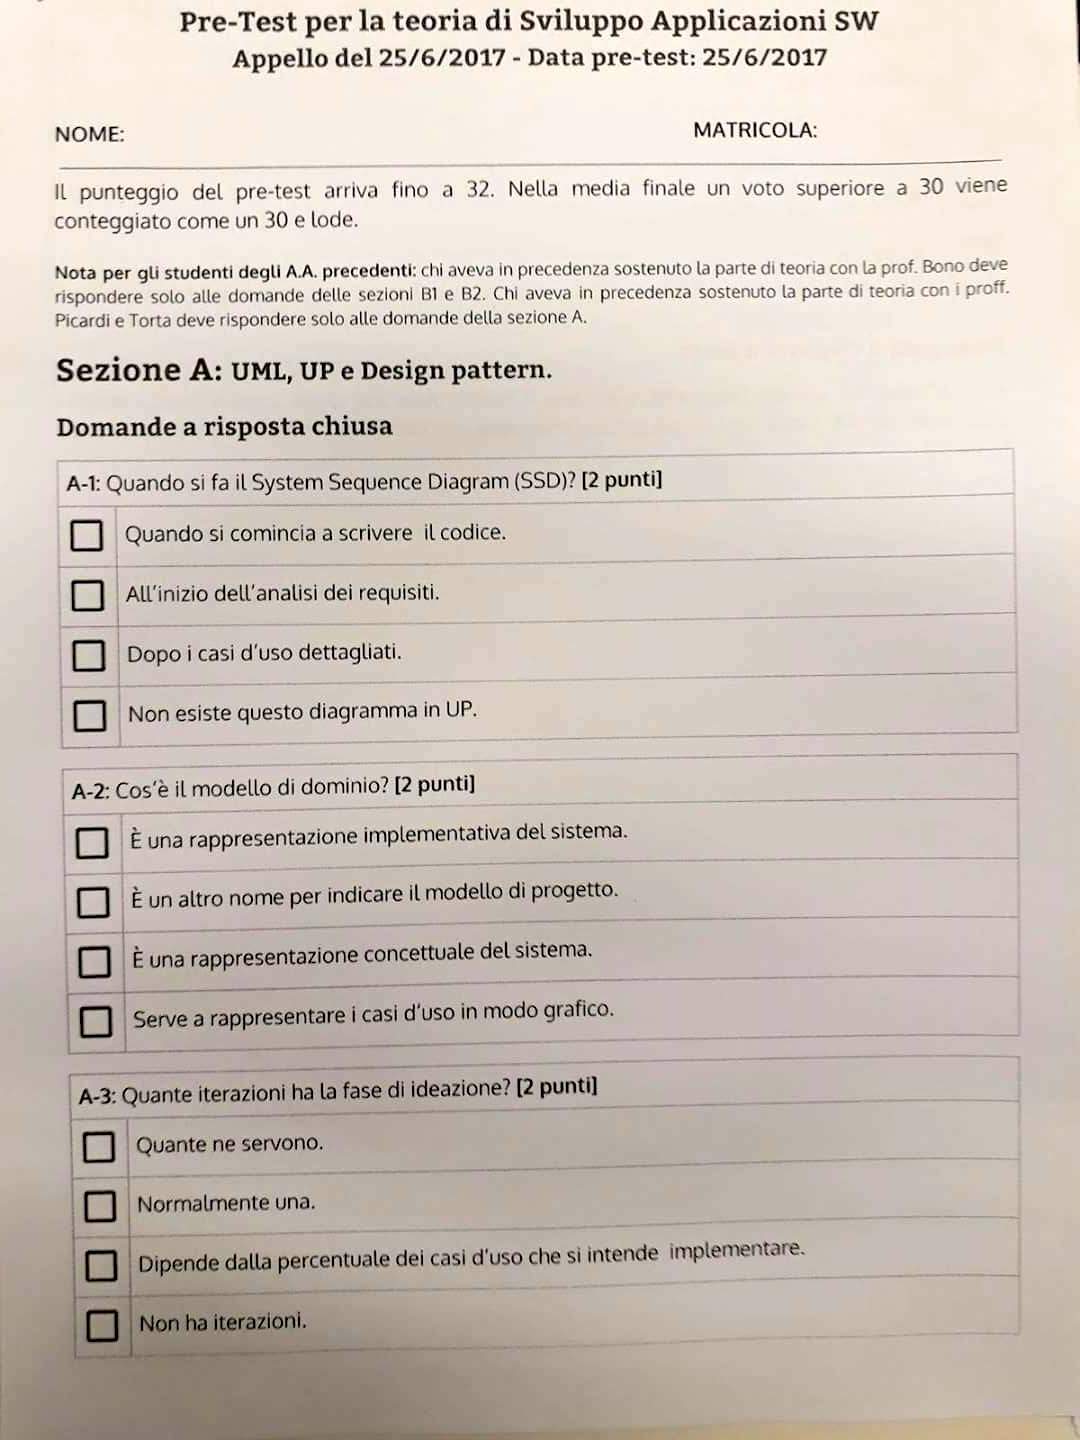 Pre-Test per la teoria di Sviluppo Applicazioni SW
Appello del 25/6/2017 - Data pre-test: 25/6/2017
NOME:
MATRICOLA:
Il punteggio del pre-test arriva fino a 32. Nella media finale un voto superiore a 30 viene
conteggiato come un 30 e lode.
Nota per gli studenti degli A.A. precedenti: chi aveva in precedenza sostenuto la parte di teoria con la prof. Bono deve
rispondere solo alle domande delle sezioni B1 e B2. Chi aveva in precedenza sostenuto la parte di teoria con i proff.
Picardi e Torta deve rispondere solo alle domande della sezione A.
Sezione A: UML, UP e Design pattern.
Domande a risposta chiusa
A-1: Quando si fa il System Sequence Diagram (SSD)? [2 punti]
Quando si comincia a scrivere il codice.
All'inizio dell'analisi dei requisiti.
Dopo i casi d'uso dettagliati.
Non esiste questo diagramma in UP.
A-2: Cos'è il modello di dominio? [2 punti]
È una rappresentazione implementativa del sistema.
È un altro nome per indicare il modello di progetto.
È una rappresentazione concettuale del sistema.
Serve a rappresentare i casi d'uso in modo grafico.
A-3: Quante iterazioni ha la fase di ideazione? [2 punti]
Quante ne servono.
Normalmente una.
Dipende dalla percentuale dei casi d'uso che si intende implementare.
Non ha iterazioni.